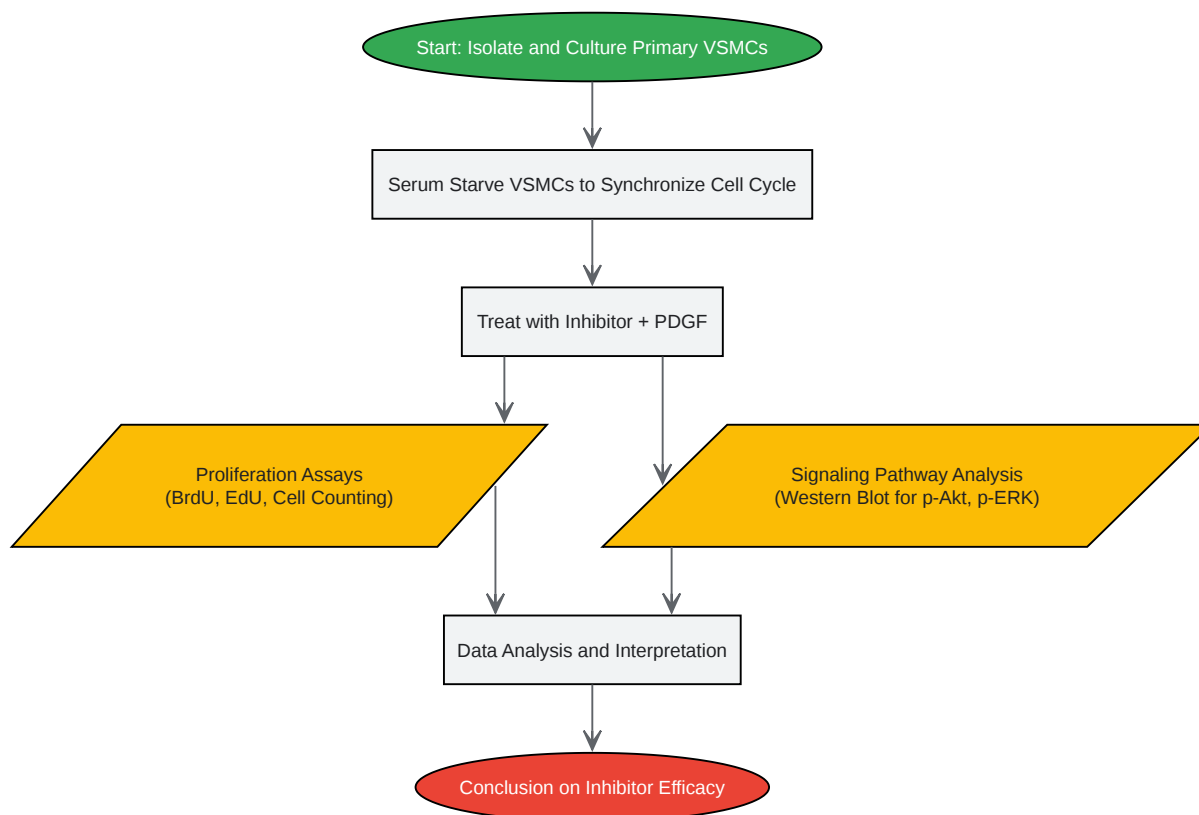 Start: Isolate and Culture Primary VSMCs
Serum Starve VSMCs to Synchronize Cell Cycle
Treat with Inhibitor + PDGF
Proliferation Assays
(BrdU, EdU, Cell Counting)
Signaling Pathway Analysis
(Western Blot for p-Akt, p-ERK)
Data Analysis and Interpretation
Conclusion on Inhibitor Efficacy